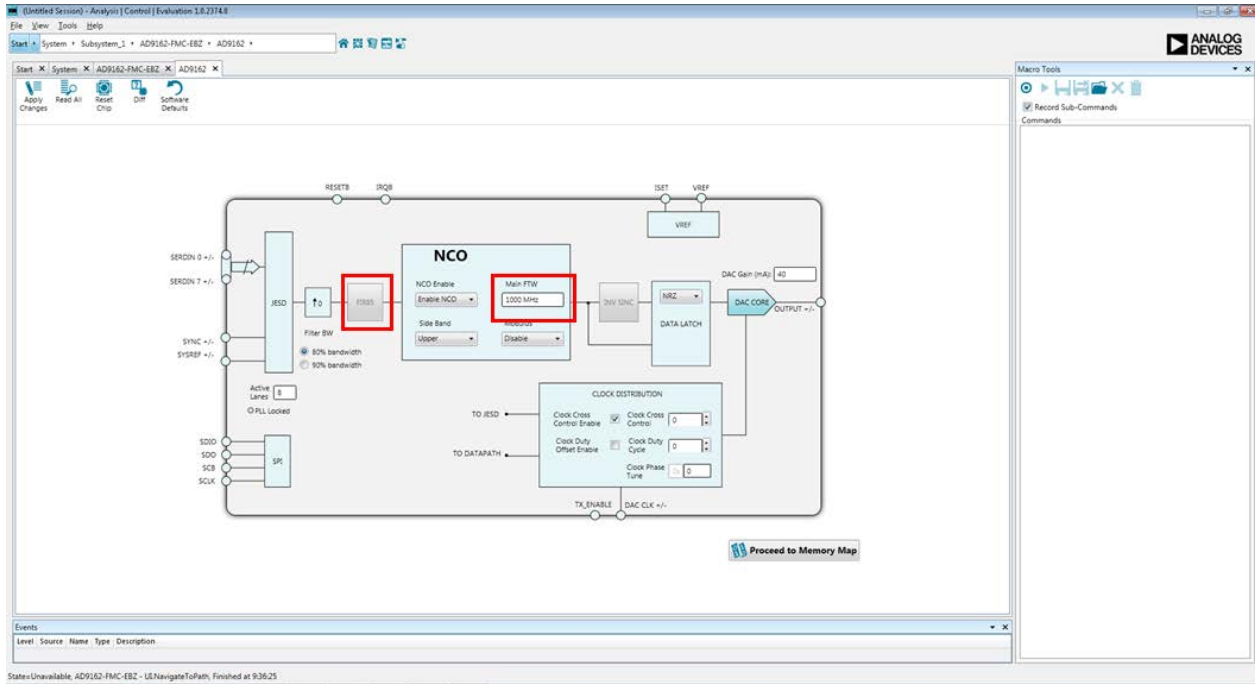 (Untitled Session) - Analysis | Control | Evaluation 1.0.2374.0
File View Tools Help
Start System Subsystem_1 AD9162-FMC-EBZ AD9162
ANALOG DEVICES
Start System AD9162-FMC-EBZ AD9162
Macro Tools
Apply Changes Read All Reset Chip Diff Software Defaults
Record Sub-Commands
Commands
RESETB IRQB ISET VREF
VREF
SERDIN 0 +/-
SERDIN 7 +/-
SYNC +/-
SYSREF +/-
JESD
Filter BW
80% bandwidth
90% bandwidth
Active Lanes 8
PLL Locked
NCO
NCO Enable
Enable NCO
Main FTW
1000 MHz
Side Band
Upper
Modulus
Disable
INV SINC
NRZ
DATA LATCH
DAC Gain (mA): 40
DAC CORE
OUTPUT +/-
CLOCK DISTRIBUTION
TO JESD
TO DATAPATH
Clock Cross Control Enable
Clock Cross Control 0
Clock Duty Offset Enable
Clock Duty Cycle 0
Clock Phase Tune 0
SDIO
SDO
SCB
SCLK
SPI
TX_ENABLE DAC CLK +/-
Proceed to Memory Map
Events
Level Source Name Type Description
State=Unavailable, AD9162-FMC-EBZ - UI.NavigateToPath, Finished at 9:36:25